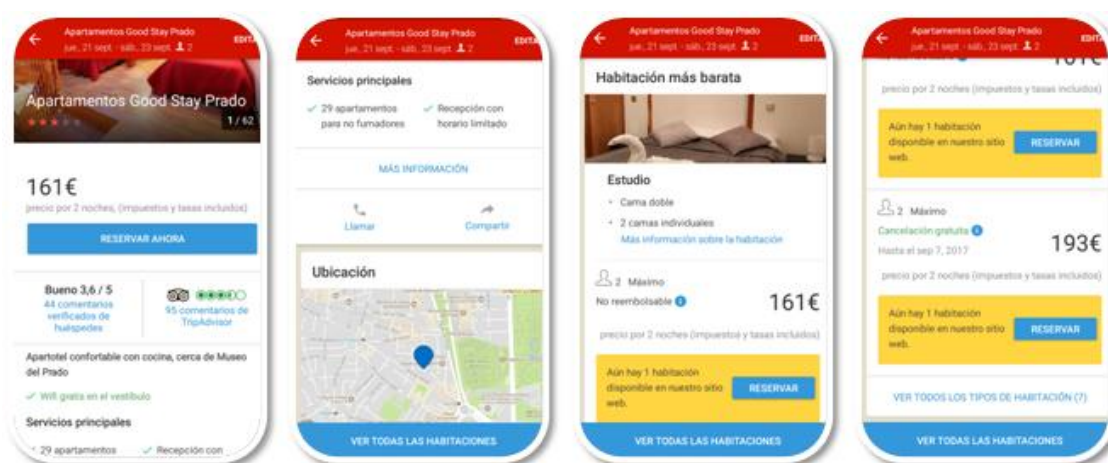 Apartamentos Good Stay Prado
jue, 21 sept. - sáb, 23 sept. 2
EDITA
Apartamentos Good Stay Prado
1 / 62
161€
precio por 2 noches, (impuestos y tasas incluidos)
RESERVAR AHORA
Bueno 3,6 / 5
44 comentarios
verificados de
huéspedes
95 comentarios de
TripAdvisor
Apartotel confortable con cocina, cerca de Museo
del Prado
Wifi gratis en el vestíbulo
Servicios principales
29 apartamentos
Recepción con
Apartamentos Good Stay Prado
jue, 21 sept. - sáb, 23 sept. 2
EDITA
Servicios principales
29 apartamentos
para no fumadores
Recepción con
horario limitado
MÁS INFORMACIÓN
Llamar
Compartir
Ubicación
VER TODAS LAS HABITACIONES
Apartamentos Good Stay Prado
jue, 21 sept. - sáb, 23 sept. 2
EDITA
Habitación más barata
Estudio
• Cama doble
• 2 camas individuales
Más información sobre la habitación
2 Máximo
No reembolsable
161€
precio por 2 noches (impuestos y tasas incluidos)
Aún hay 1 habitación
disponible en nuestro sitio
web.
RESERVAR
VER TODAS LAS HABITACIONES
Apartamentos Good Stay Prado
jue, 21 sept. - sáb, 23 sept. 2
EDITA
precio por 2 noches (impuestos y tasas incluidos)
Aún hay 1 habitación
disponible en nuestro sitio
web.
RESERVAR
2 Máximo
Cancelación gratuita
Hasta el sep 7, 2017
193€
precio por 2 noches (impuestos y tasas incluidos)
Aún hay 1 habitación
disponible en nuestro sitio
web.
RESERVAR
VER TODOS LOS TIPOS DE HABITACIÓN (7)
VER TODAS LAS HABITACIONES